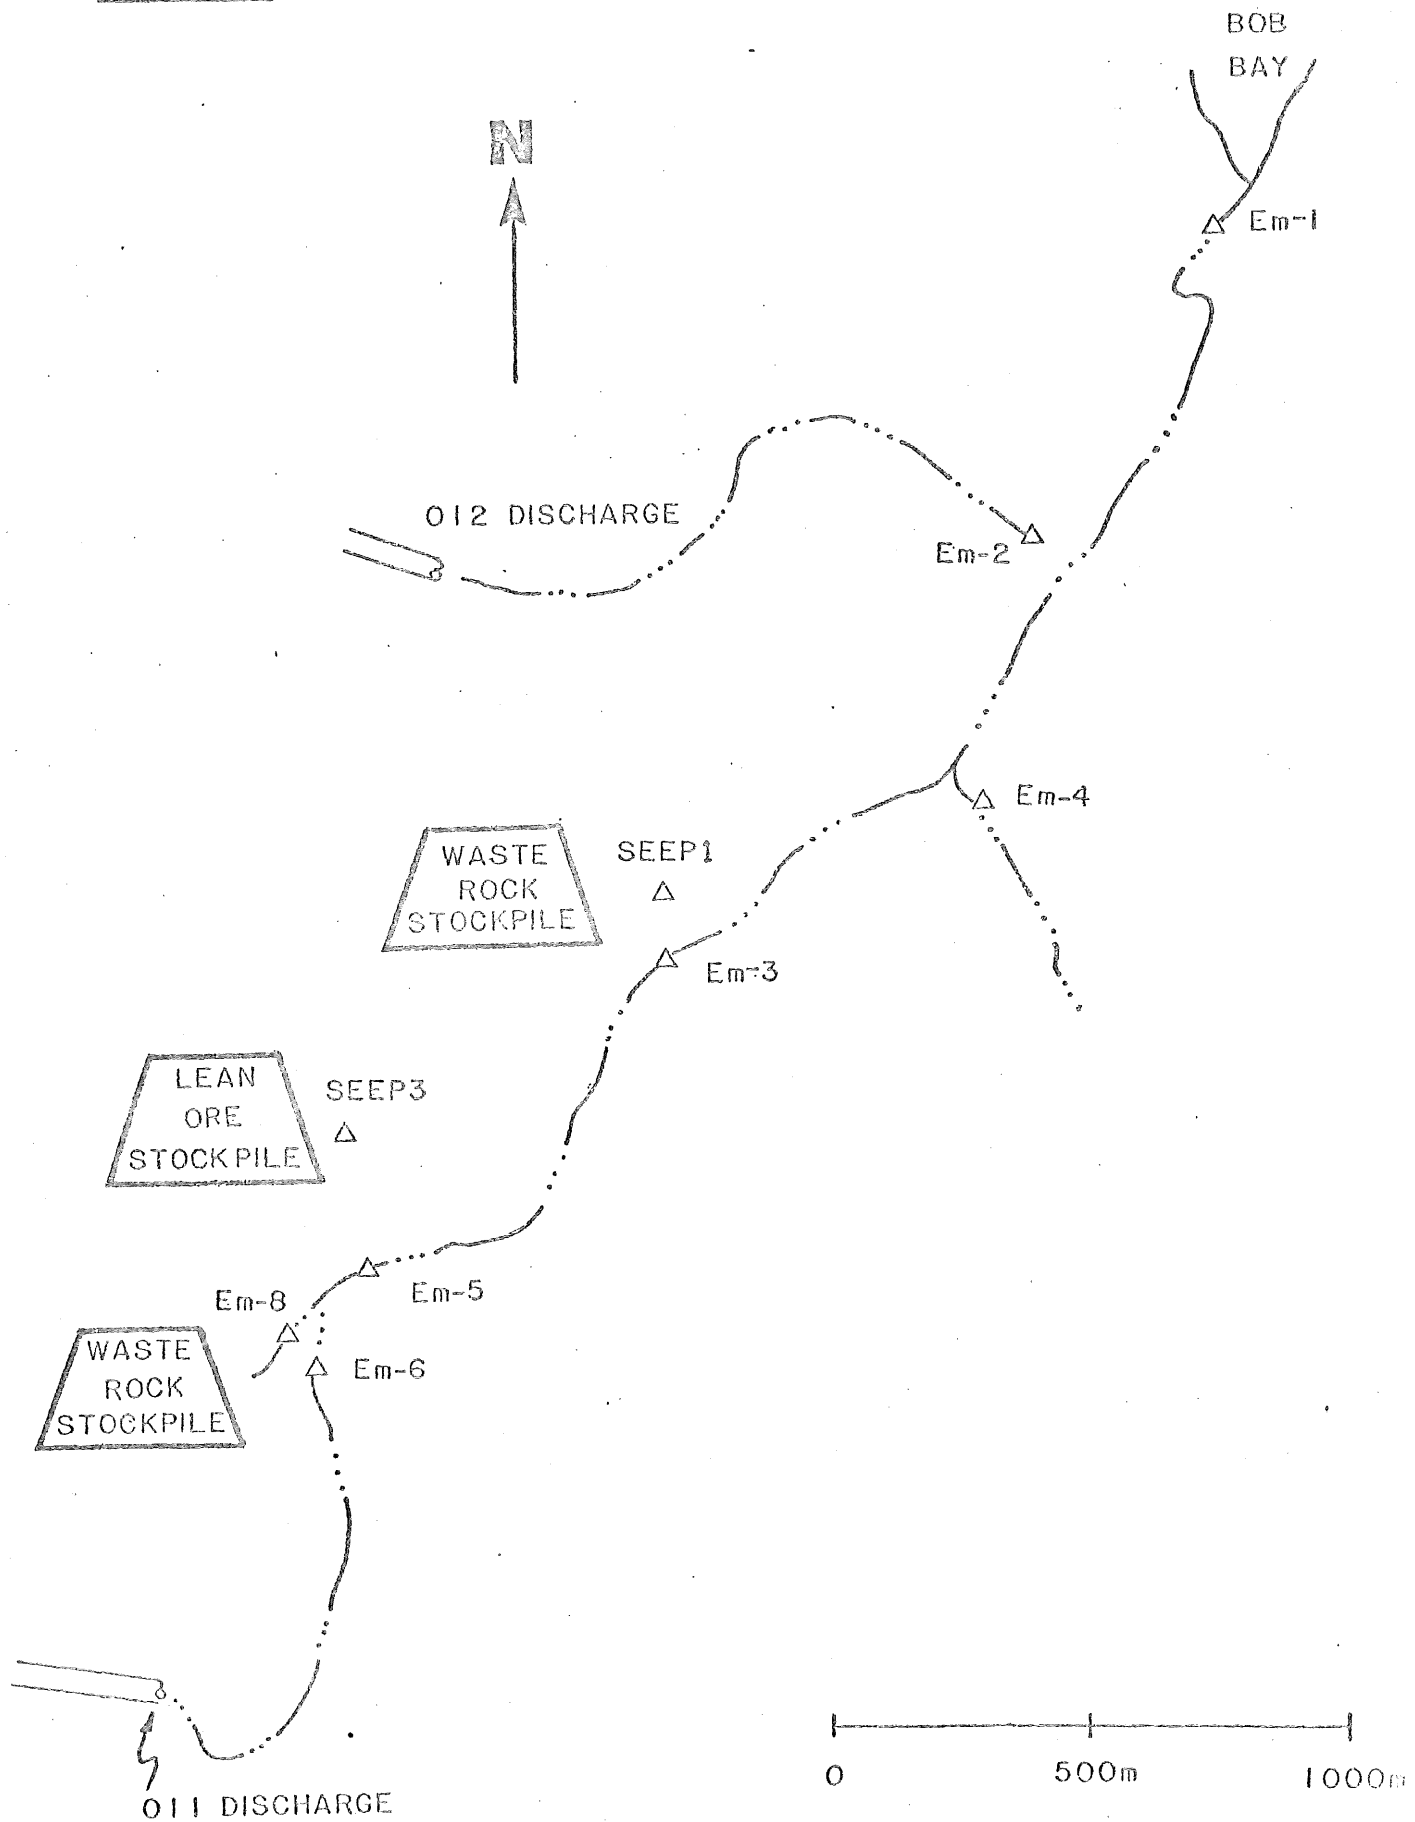 BOB
BAY
N
Em-1
012 DISCHARGE
Em-2
Em-4
WASTE
ROCK
STOCKPILE
SEEP1
Em-3
LEAN
ORE
STOCKPILE
SEEP3
Em-5
Em-8
WASTE
ROCK
STOCKPILE
Em-6
0
500m
1000m
011 DISCHARGE